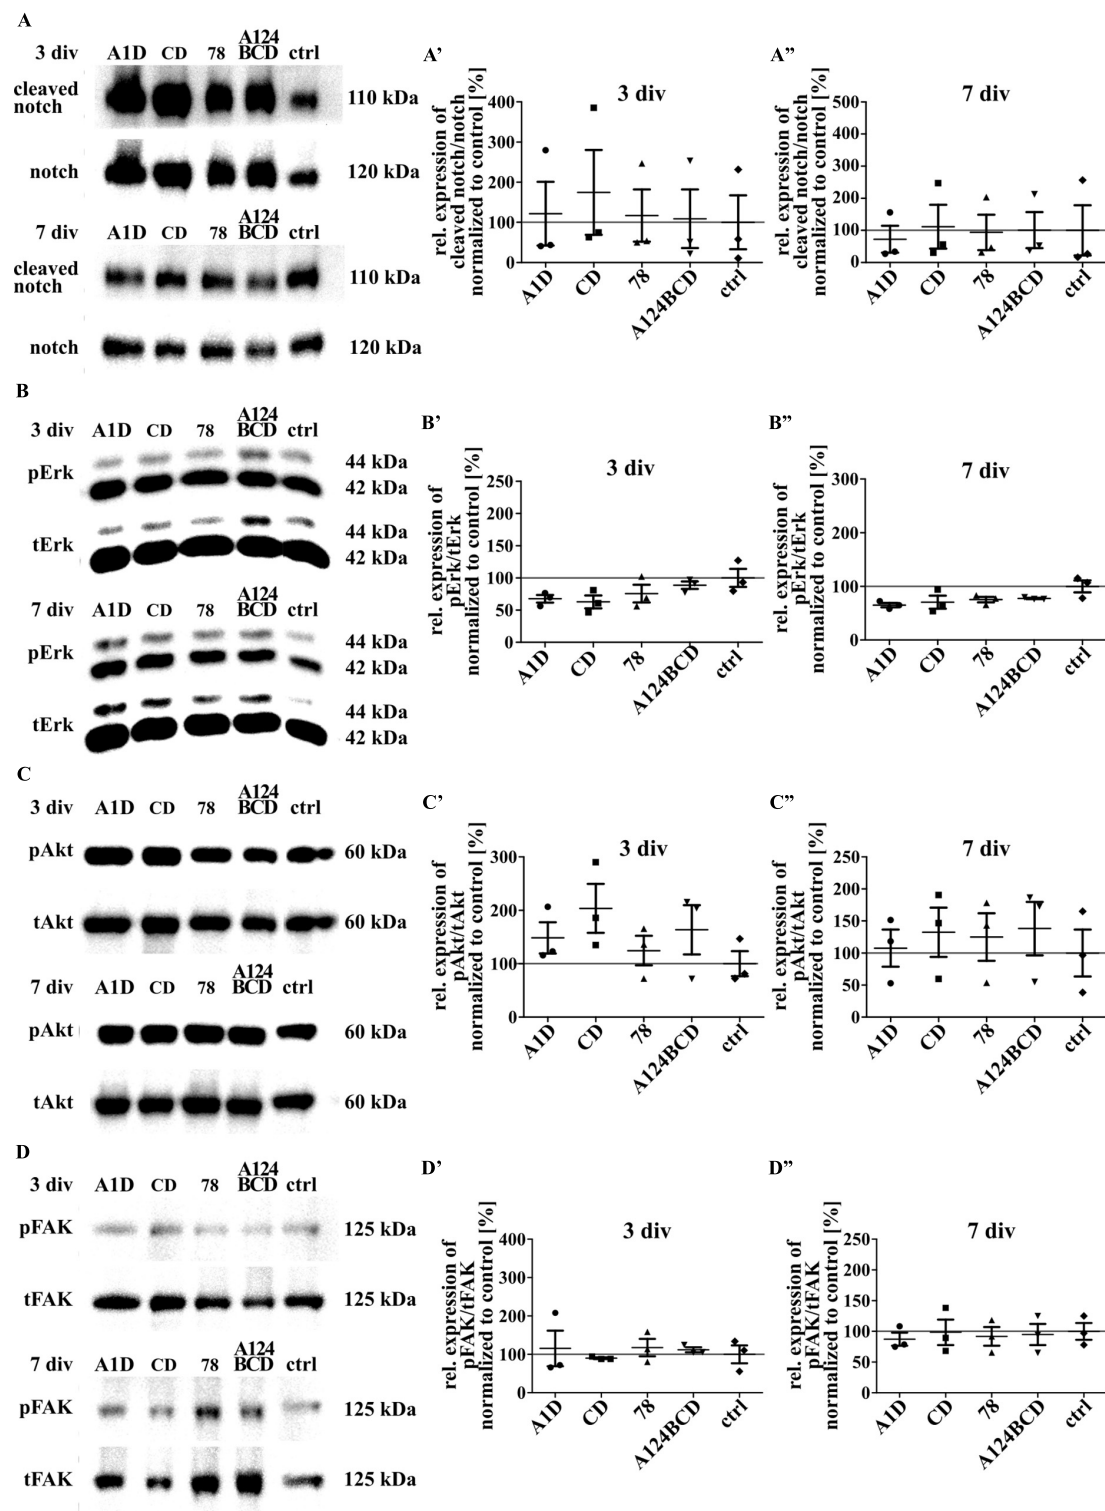 A
3 div A1D CD 78 A124 BCD ctrl
cleaved notch 110 kDa
notch 120 kDa
7 div A1D CD 78 A124 BCD ctrl
cleaved notch 110 kDa
notch 120 kDa
A'
3 div
rel. expression of
cleaved notch/notch
normalized to control [%]
400
300
200
100
0
A1D CD 78 A124BCD ctrl
A"
7 div
rel. expression of
cleaved notch/notch
normalized to control [%]
500
400
300
200
100
0
A1D CD 78 A124BCD ctrl
B
3 div A1D CD 78 A124 BCD ctrl
pErk 44 kDa
42 kDa
tErk 44 kDa
42 kDa
7 div A1D CD 78 A124 BCD ctrl
pErk 44 kDa
42 kDa
tErk 44 kDa
42 kDa
B'
3 div
rel. expression of
pErk/tErk
normalized to control [%]
250
200
150
100
50
0
A1D CD 78 A124BCD ctrl
B"
7 div
rel. expression of
pErk/tErk
normalized to control [%]
300
200
100
0
A1D CD 78 A124BCD ctrl
C
3 div A1D CD 78 A124 BCD ctrl
pAkt 60 kDa
tAkt 60 kDa
7 div A1D CD 78 A124 BCD ctrl
pAkt 60 kDa
tAkt 60 kDa
C'
3 div
rel. expression of
pAkt/tAkt
normalized to control [%]
300
200
100
0
A1D CD 78 A124BCD ctrl
C"
7 div
rel. expression of
pAkt/tAkt
normalized to control [%]
250
200
150
100
50
0
A1D CD 78 A124BCD ctrl
D
3 div A1D CD 78 A124 BCD ctrl
pFAK 125 kDa
tFAK 125 kDa
7 div A1D CD 78 A124 BCD ctrl
pFAK 125 kDa
tFAK 125 kDa
D'
3 div
rel. expression of
pFAK/tFAK
normalized to control [%]
400
300
200
100
0
A1D CD 78 A124BCD ctrl
D"
7 div
rel. expression of
pFAK/tFAK
normalized to control [%]
250
200
150
100
50
0
A1D CD 78 A124BCD ctrl